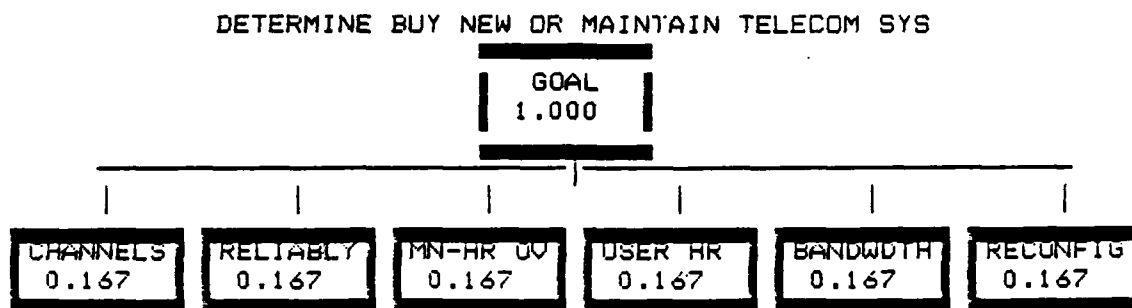 DETERMINE BUY NEW OR MAINTAIN TELECOM SYS
GOAL
1.000
CHANNELS RELIABLY MN-HR OV USER HR BANDWDTH RECONFIG
0.167 0.167 0.167 0.167 0.167 0.167